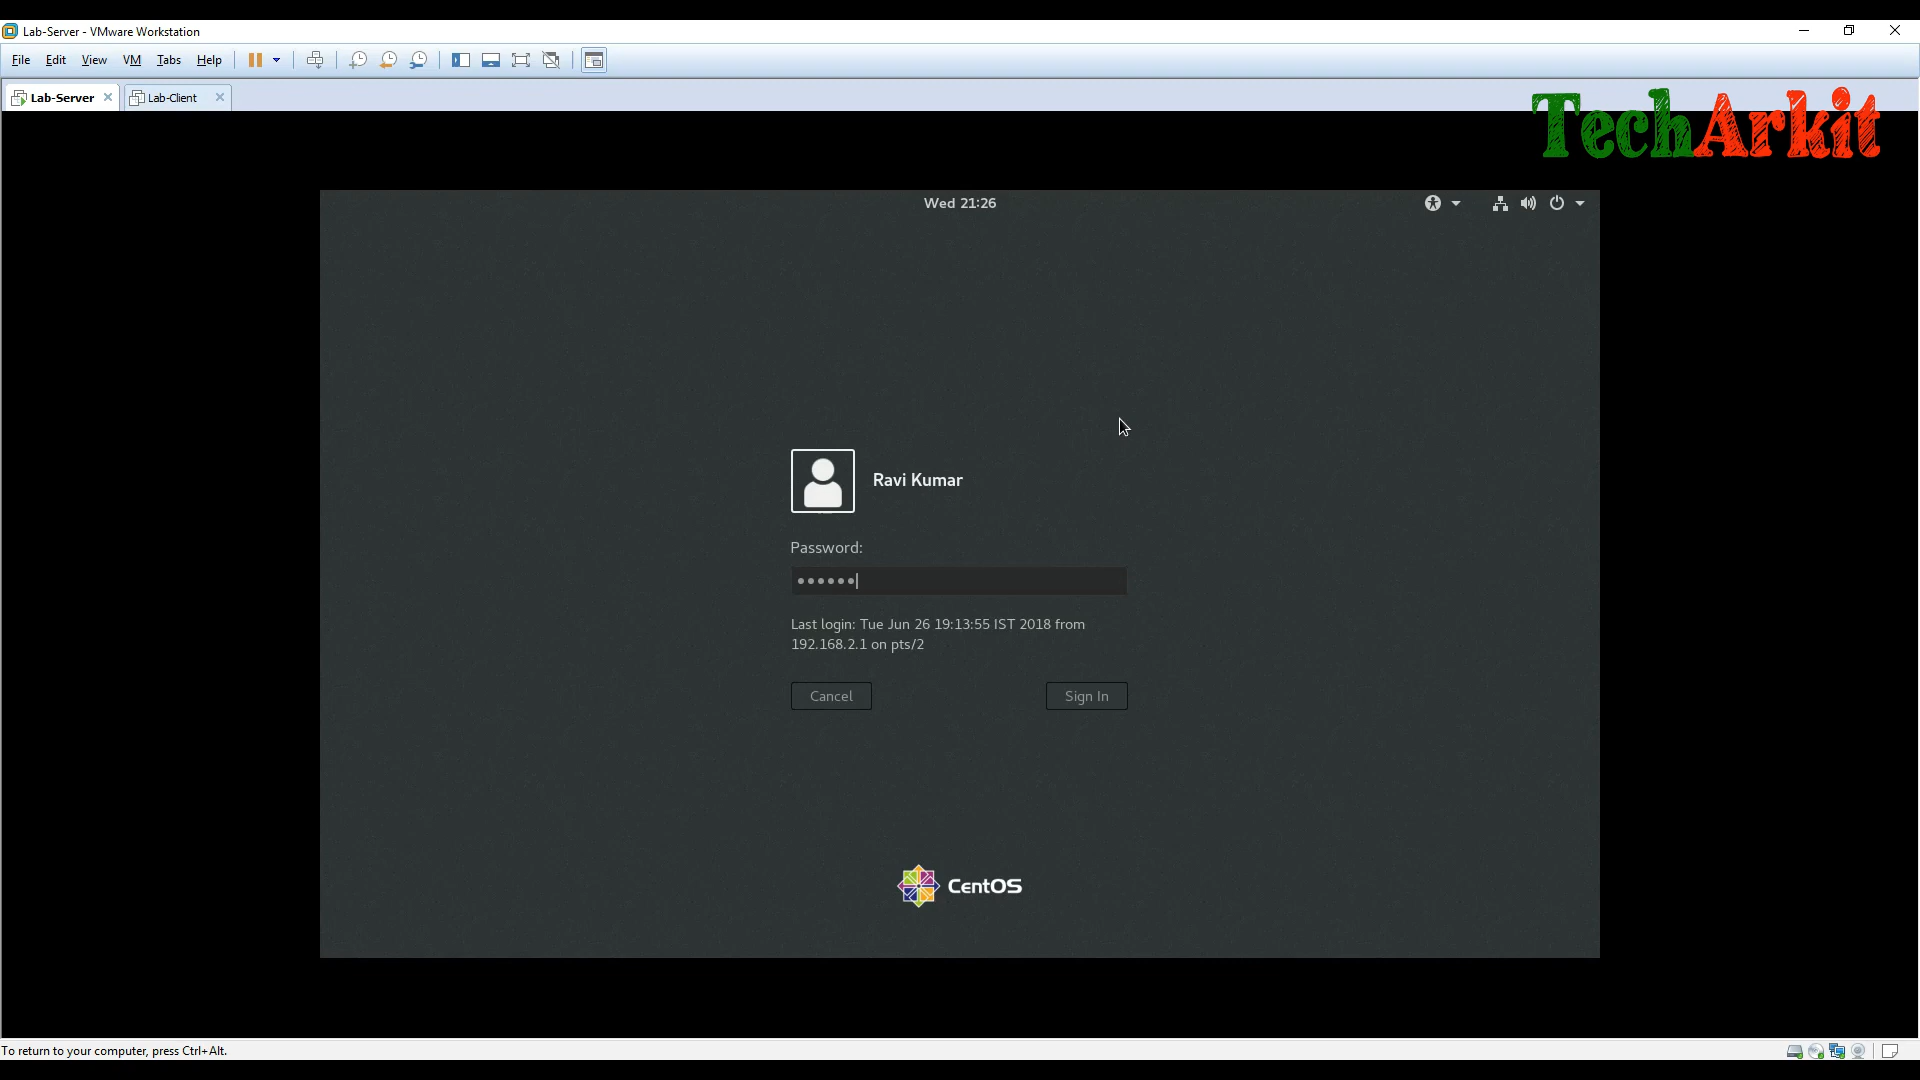 Lab-Server - VMware Workstation
File Edit View VM Tabs Help
Lab-Server Lab-Client
TechArkit
Wed 21:26
Ravi Kumar
Password:
Last login: Tue Jun 26 19:13:55 IST 2018 from
192.168.2.1 on pts/2
Cancel Sign In
CentOS
To return to your computer, press Ctrl+Alt.